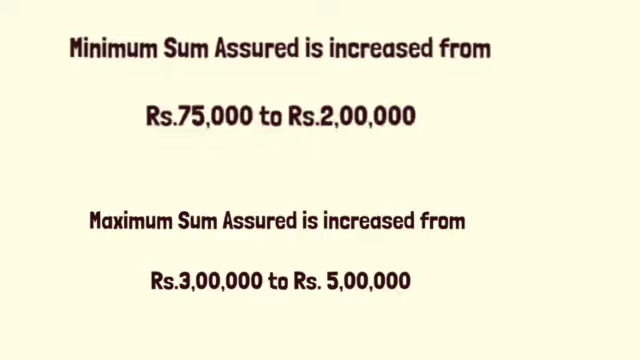 Minimum Sum Assured is increased from
Rs.75,000 to Rs.2,00,000
Maximum Sum Assured is increased from
Rs.3,00,000 to Rs. 5,00,000